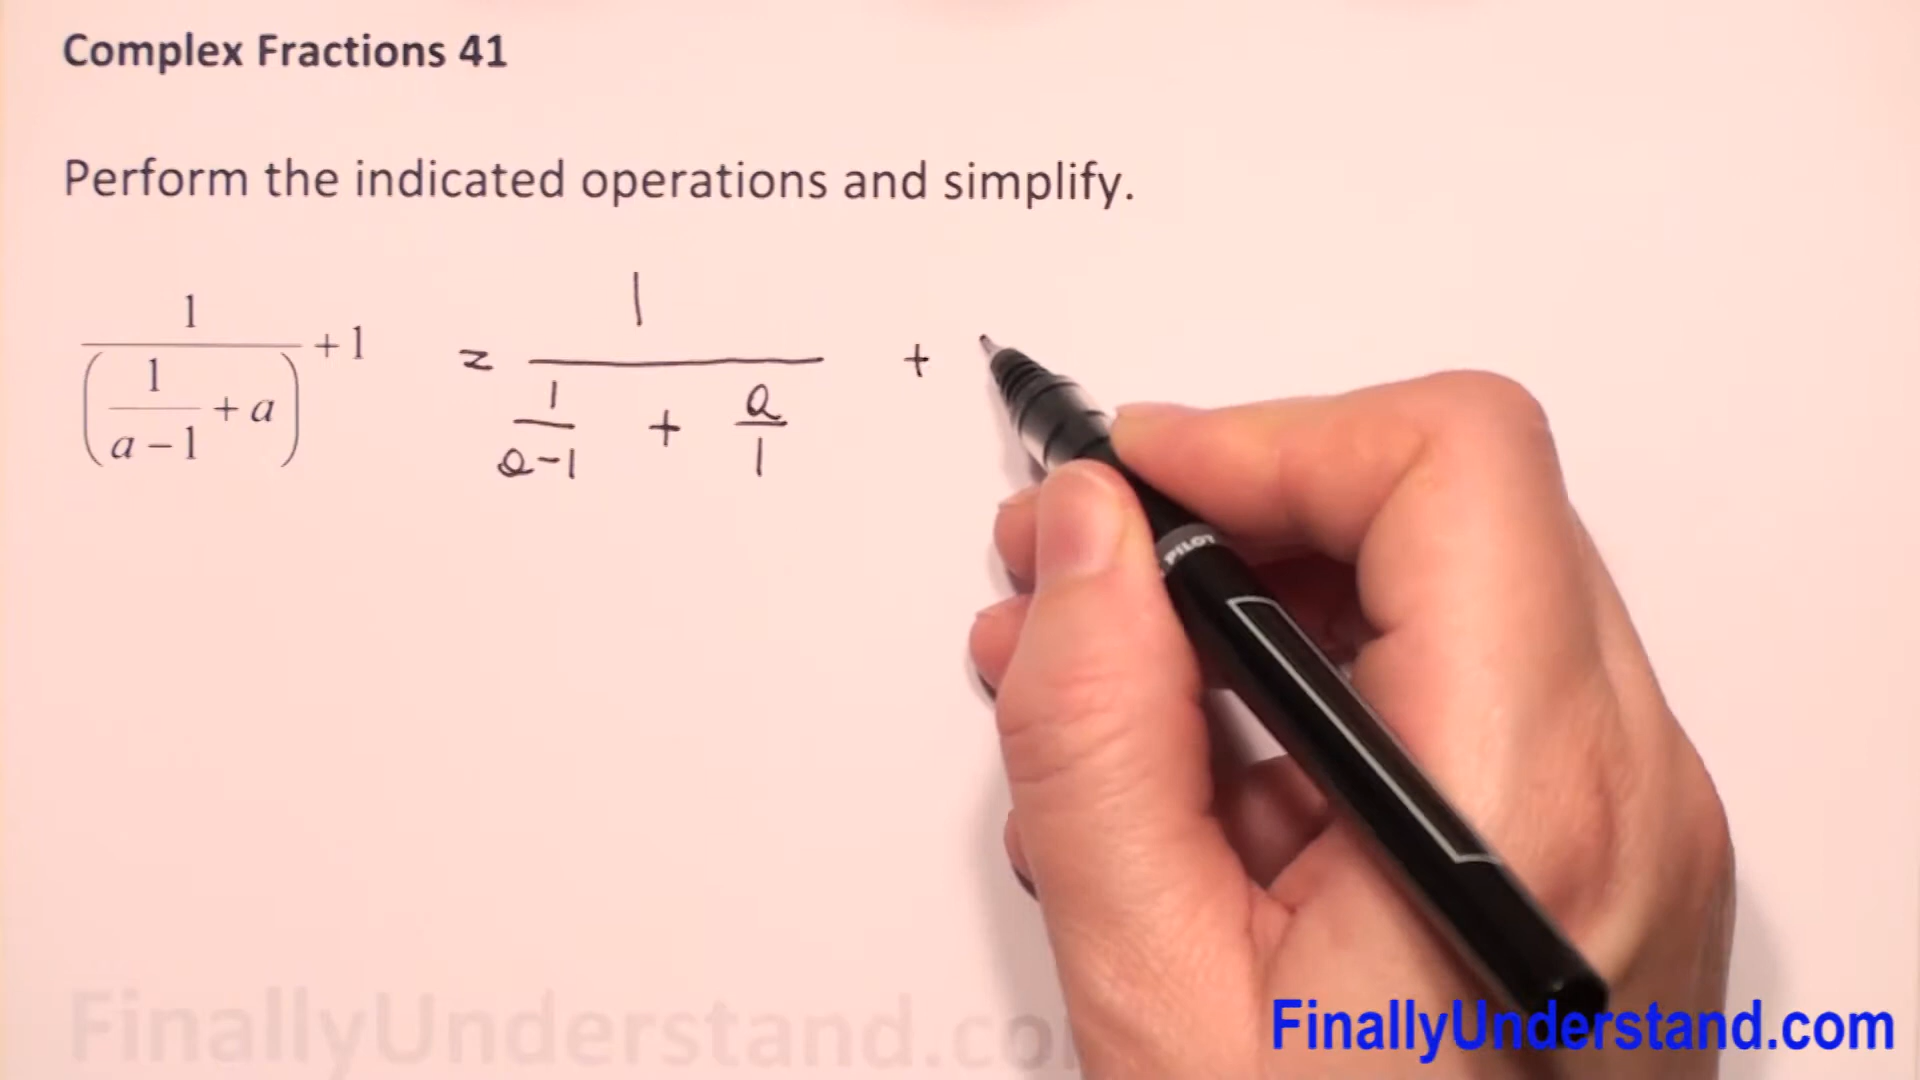 Complex Fractions 41
Perform the indicated operations and simplify.
1/(1/(a−1) + a) + 1 = 1/(1/(a-1) + a/1) +
PILOT
FinallyUnderstand.co
FinallyUnderstand.com